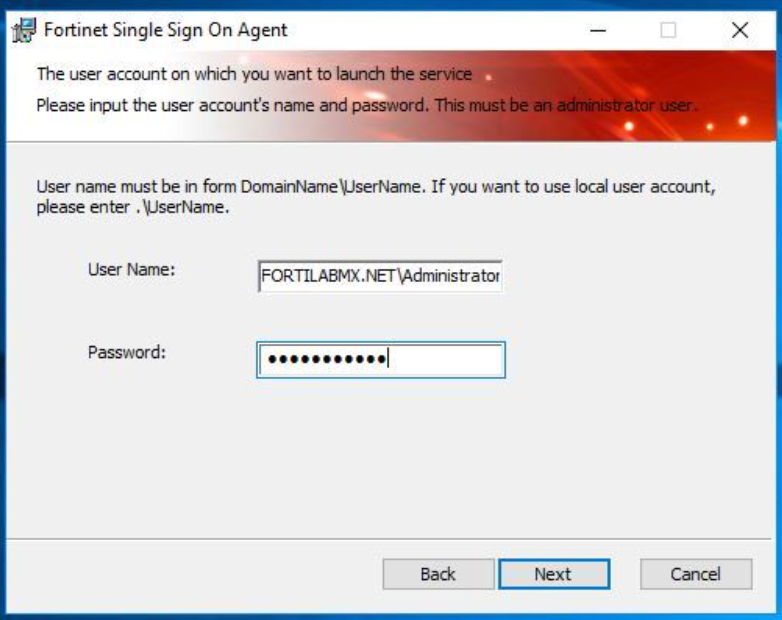 Fortinet Single Sign On Agent
The user account on which you want to launch the service
Please input the user account's name and password. This must be an administrator user.
User name must be in form DomainName\UserName. If you want to use local user account,
please enter .\UserName.
User Name:
FORTILABMX.NET\Administrator
Password:
●●●●●●●●●●●
Back
Next
Cancel